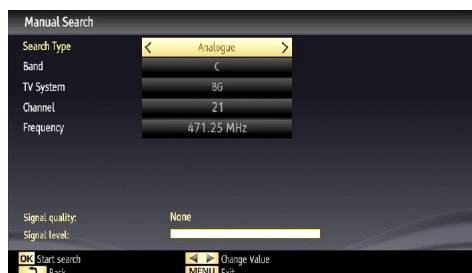 Manual Search
Search Type < Analogue >
Band C
TV System BG
Channel 21
Frequency 471.25 MHz
Signal quality: None
Signal level:
OK Start search ◄ ► Change Value
Back MENU Exit